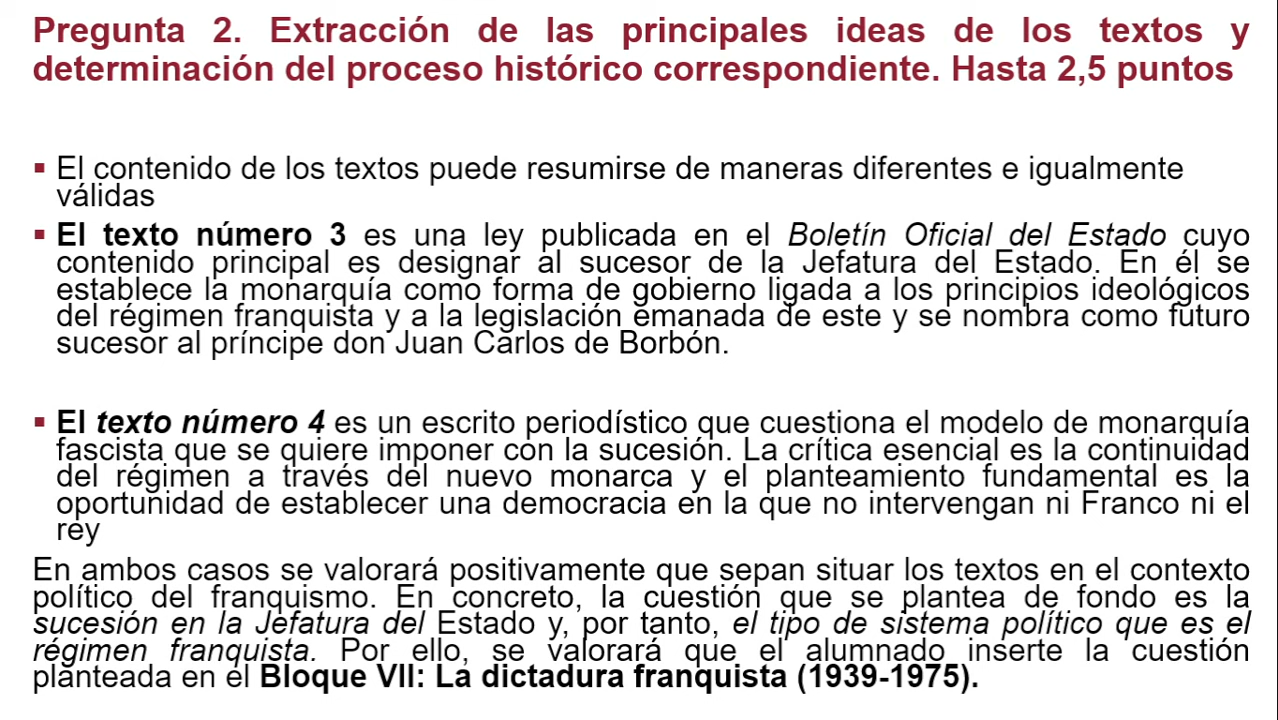 Pregunta 2. Extracción de las principales ideas de los textos y
determinación del proceso histórico correspondiente. Hasta 2,5 puntos
▪ El contenido de los textos puede resumirse de maneras diferentes e igualmente
válidas
▪ El texto número 3 es una ley publicada en el Boletín Oficial del Estado cuyo
contenido principal es designar al sucesor de la Jefatura del Estado. En él se
establece la monarquía como forma de gobierno ligada a los principios ideológicos
del régimen franquista y a la legislación emanada de este y se nombra como futuro
sucesor al príncipe don Juan Carlos de Borbón.
▪ El texto número 4 es un escrito periodístico que cuestiona el modelo de monarquía
fascista que se quiere imponer con la sucesión. La crítica esencial es la continuidad
del régimen a través del nuevo monarca y el planteamiento fundamental es la
oportunidad de establecer una democracia en la que no intervengan ni Franco ni el
rey
En ambos casos se valorará positivamente que sepan situar los textos en el contexto
político del franquismo. En concreto, la cuestión que se plantea de fondo es la
sucesión en la Jefatura del Estado y, por tanto, el tipo de sistema político que es el
régimen franquista. Por ello, se valorará que el alumnado inserte la cuestión
planteada en el Bloque VII: La dictadura franquista (1939-1975).